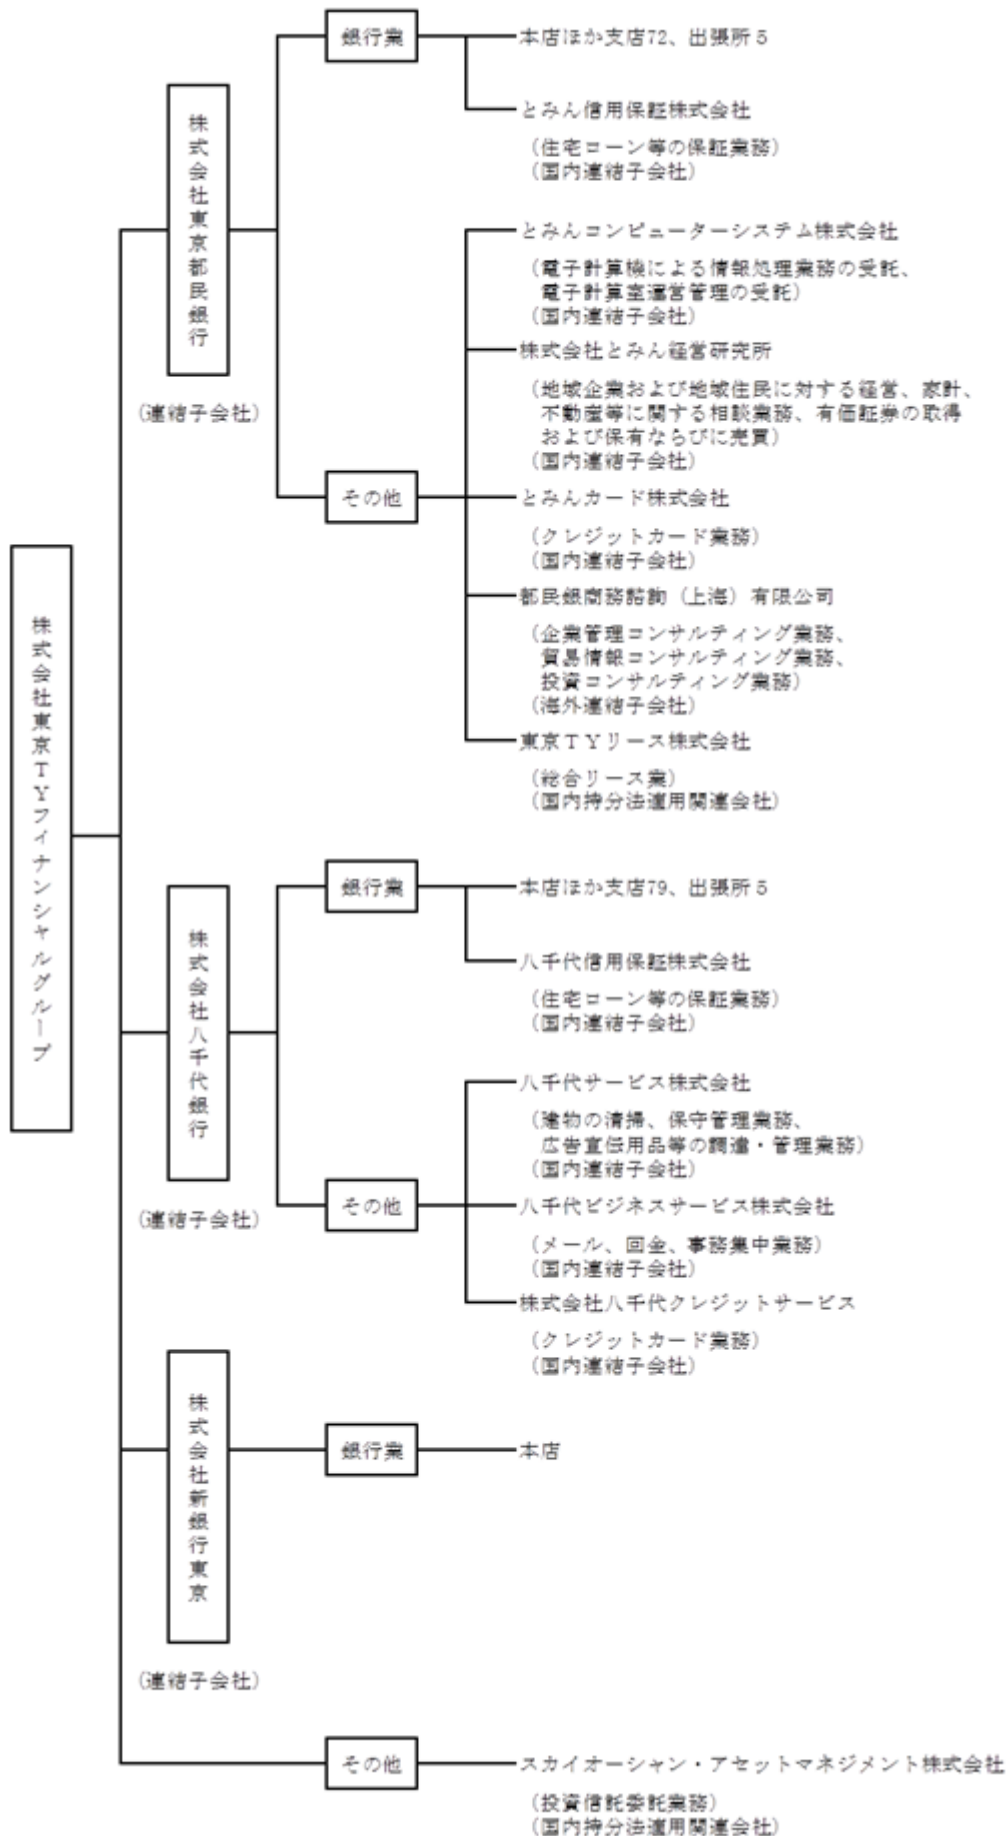 株式会社東京TYフィナンシャルグループ
株式会社東京都民銀行
(連結子会社)
銀行業
本店ほか支店72、出張所5
とみん信用保証株式会社
(住宅ローン等の保証業務)
(国内連結子会社)
その他
とみんコンピューターシステム株式会社
(電子計算機による情報処理業務の受託、
電子計算室運営管理の受託)
(国内連結子会社)
株式会社とみん経営研究所
(地域企業および地域住民に対する経営、家計、
不動産等に関する相談業務、有価証券の取得
および保有ならびに売買)
(国内連結子会社)
とみんカード株式会社
(クレジットカード業務)
(国内連結子会社)
都民銀商務諮詢(上海)有限公司
(企業管理コンサルティング業務、
貿易情報コンサルティング業務、
投資コンサルティング業務)
(海外連結子会社)
東京TYリース株式会社
(総合リース業)
(国内持分法適用関連会社)
株式会社八千代銀行
(連結子会社)
銀行業
本店ほか支店79、出張所5
八千代信用保証株式会社
(住宅ローン等の保証業務)
(国内連結子会社)
その他
八千代サービス株式会社
(建物の清掃、保守管理業務、
広告宣伝用品等の調達・管理業務)
(国内連結子会社)
八千代ビジネスサービス株式会社
(メール、回金、事務集中業務)
(国内連結子会社)
株式会社八千代クレジットサービス
(クレジットカード業務)
(国内連結子会社)
株式会社新銀行東京
(連結子会社)
銀行業
本店
その他
スカイオーシャン・アセットマネジメント株式会社
(投資信託委託業務)
(国内持分法適用関連会社)